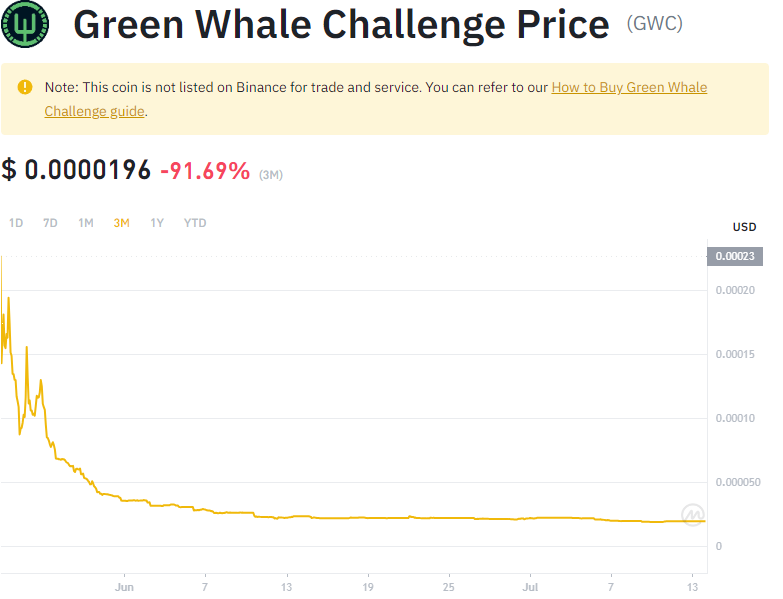 Green Whale Challenge Price (GWC)
Note: This coin is not listed on Binance for trade and service. You can refer to our How to Buy Green Whale
Challenge guide.
$ 0.0000196 -91.69% (3M)
1D 7D 1M 3M 1Y YTD
USD
0.00023
0.00020
0.00015
0.00010
0.000050
0
Jun 7 13 19 25 Jul 7 13